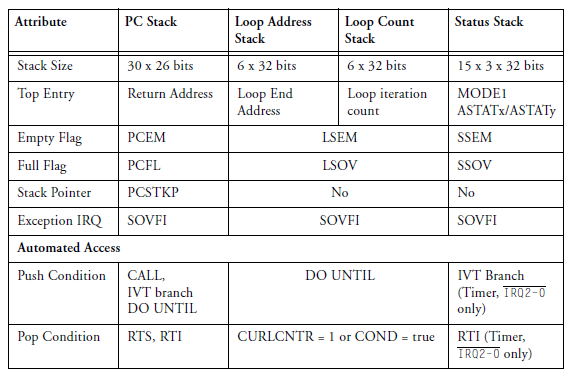 Attribute PC Stack Loop Address Loop Count Status Stack
Stack Stack
Stack Size 30 x 26 bits 6 x 32 bits 6 x 32 bits 15 x 3 x 32 bits
Top Entry Return Address Loop End Loop iteration MODE1
Address count ASTATx/ASTATy
Empty Flag PCEM LSEM SSEM
Full Flag PCFL LSOV SSOV
Stack Pointer PCSTKP No No
Exception IRQ SOVFI SOVFI SOVFI
Automated Access
Push Condition CALL, DO UNTIL IVT Branch
IVT branch (Timer, IRQ2-0
DO UNTIL only)
Pop Condition RTS, RTI CURLCNTR = 1 or COND = true RTI (Timer,
IRQ2-0 only)